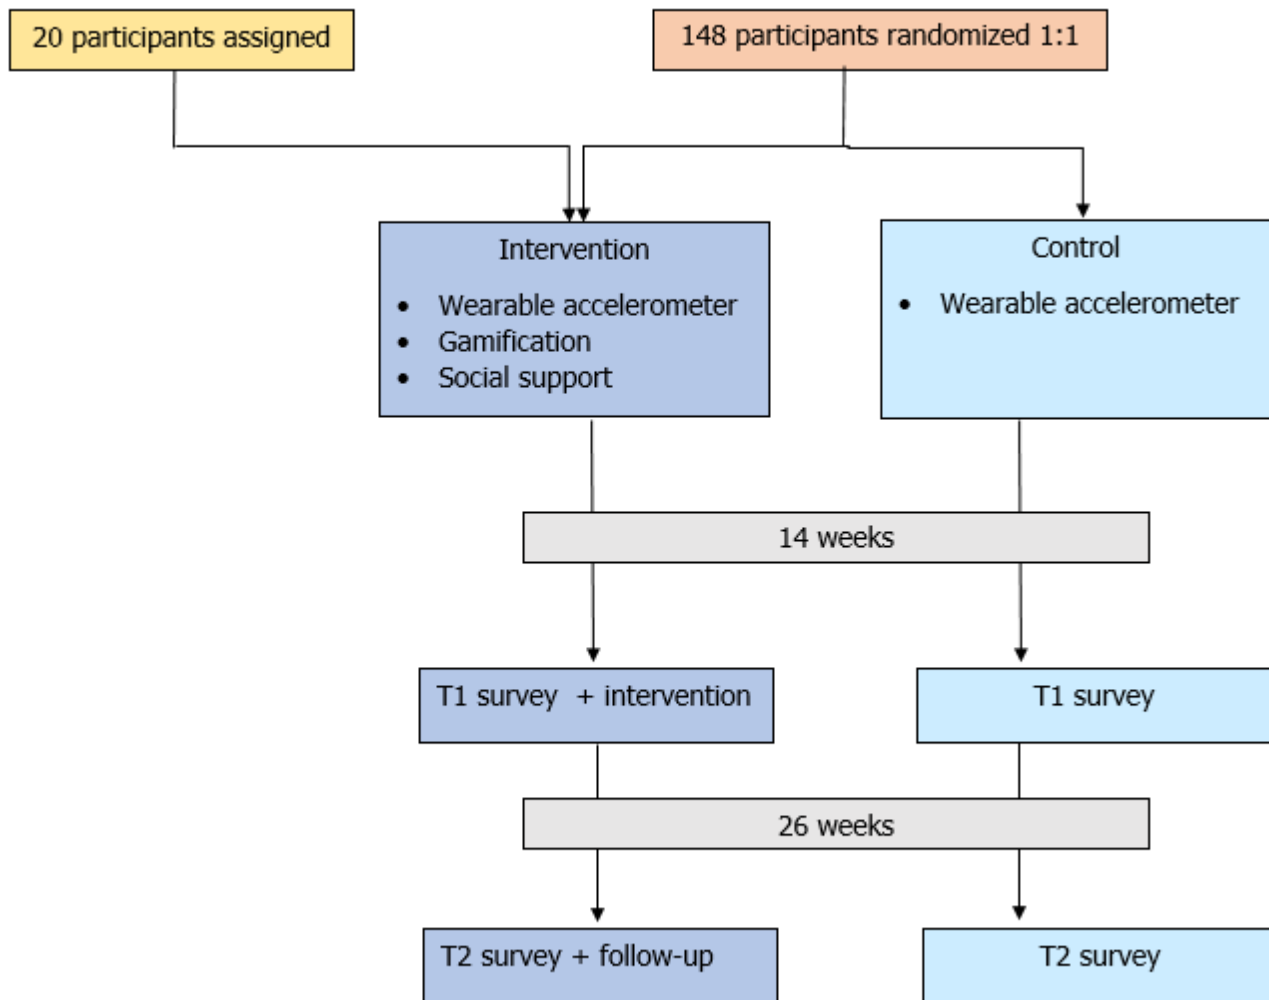 20 participants assigned
148 participants randomized 1:1
Intervention
• Wearable accelerometer
• Gamification
• Social support
Control
• Wearable accelerometer
14 weeks
T1 survey + intervention
T1 survey
26 weeks
T2 survey + follow-up
T2 survey